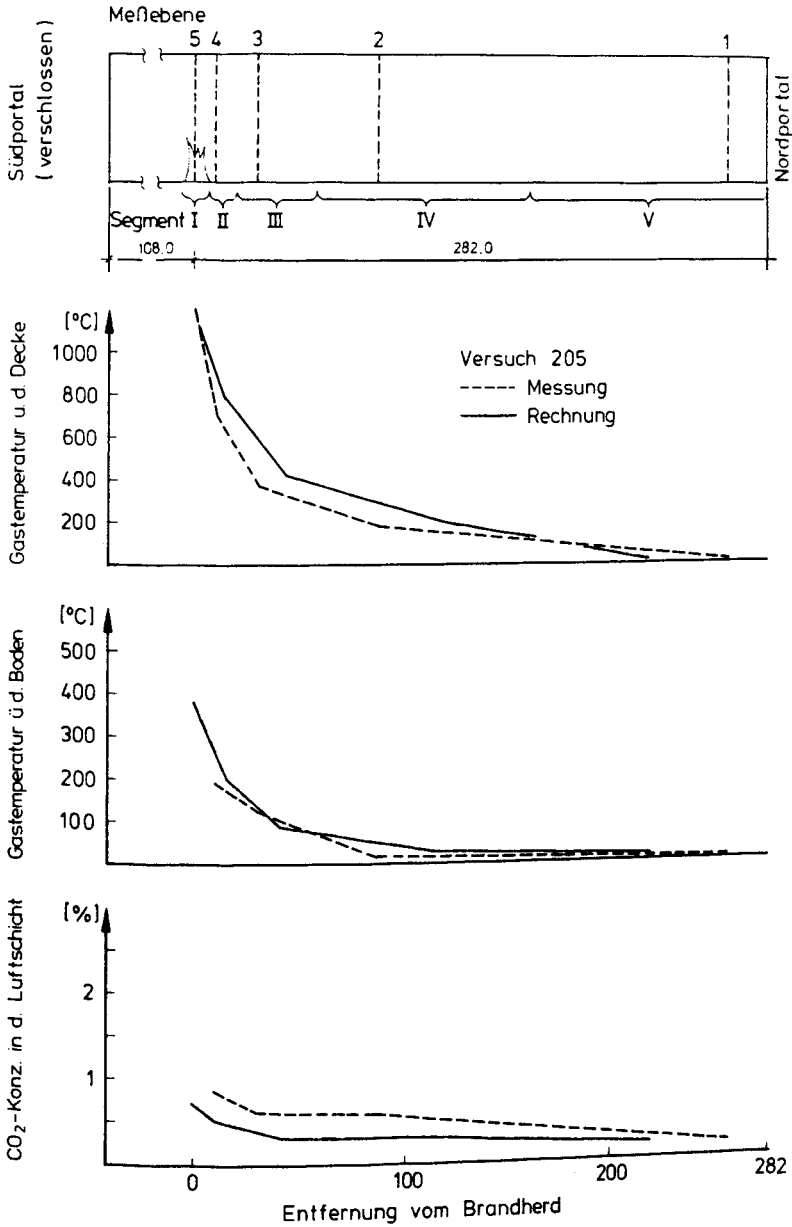 Meßebene
5 4 3 2 1
Südportal
(verschlossen)
Nordportal
Segment I II III IV V
108.0 282.0
Gastemperatur u. d. Decke
[°C]
1000
800
600
400
200
Versuch 205
Messung
Rechnung
Gastemperatur ü d. Boden
[°C]
500
400
300
200
100
CO₂-Konz. in d. Luftschicht
[%]
2
1
0 100 200 282
Entfernung vom Brandherd